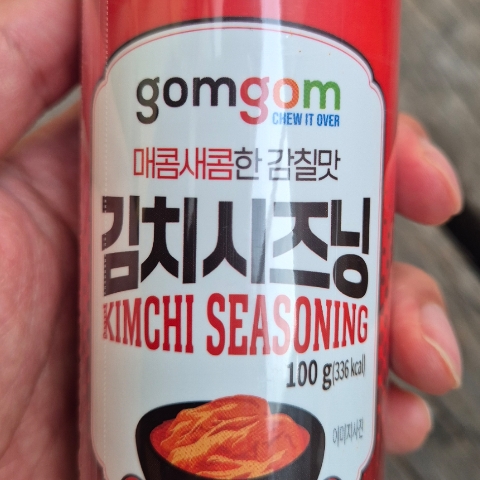 gomgom
CHEW IT OVER
매콤새콤한 감칠맛
김치시즈닝
KIMCHI SEASONING
100 g(336 kcal)
이미지사진